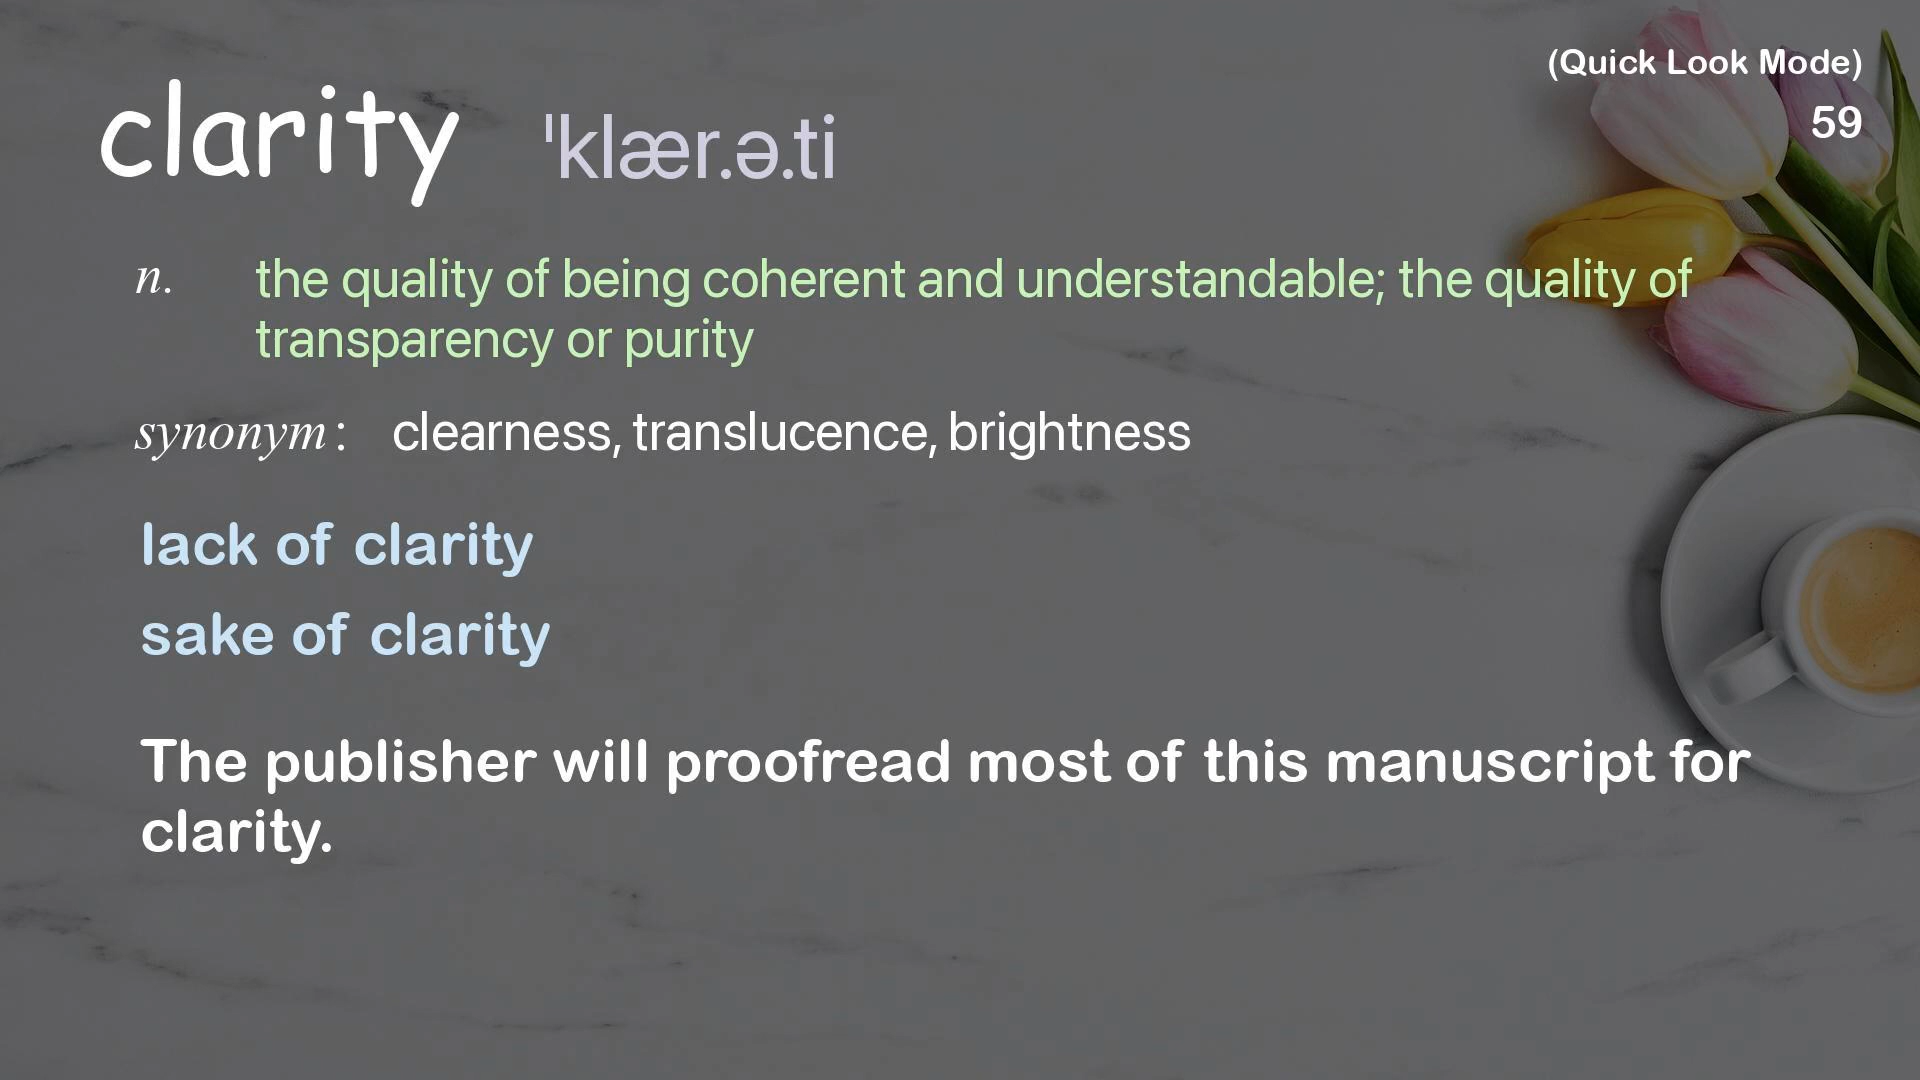 (Quick Look Mode)
59
clarity ˈklær.ə.ti
n. the quality of being coherent and understandable; the quality of
transparency or purity
synonym: clearness, translucence, brightness
lack of clarity
sake of clarity
The publisher will proofread most of this manuscript for
clarity.